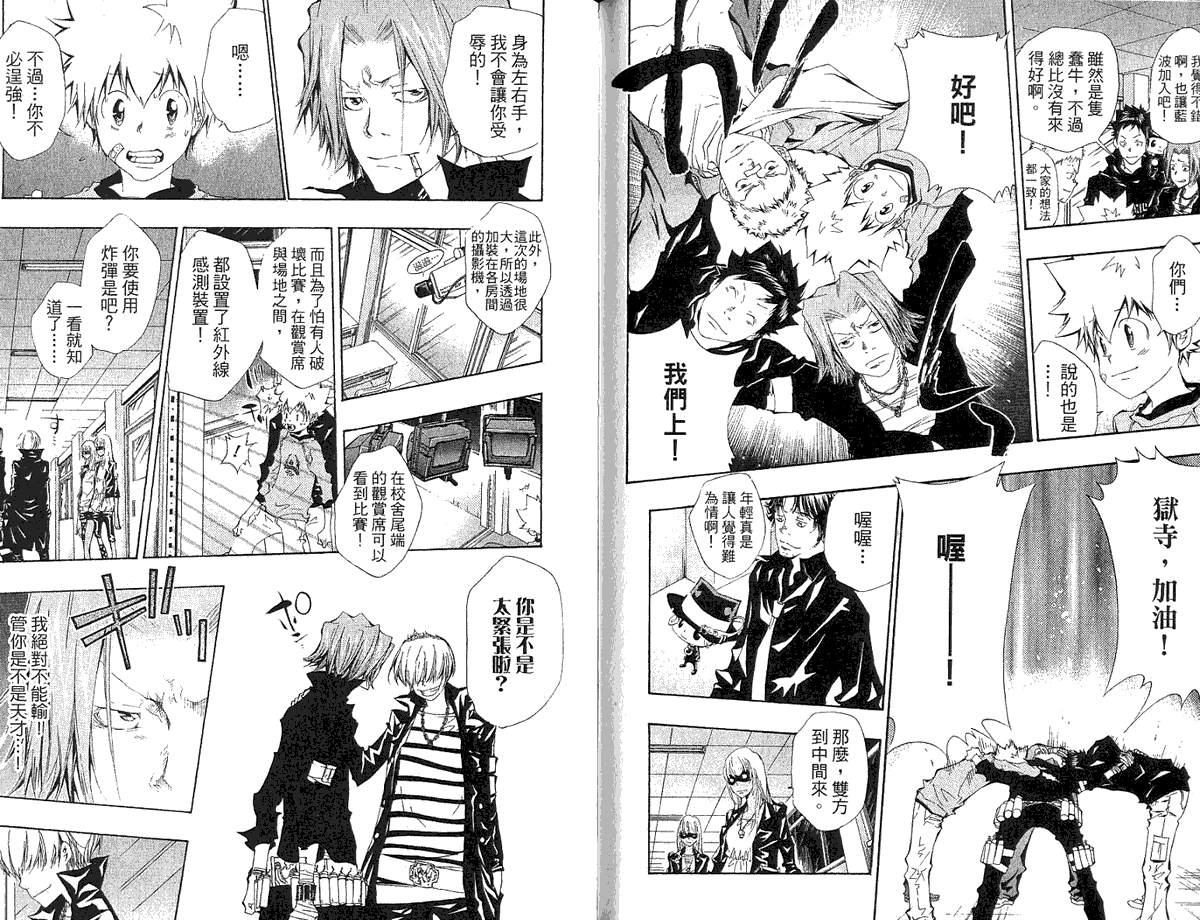 我覺得不錯
啊，也讓藍
波加入吧！
雖然是隻
蠢牛，不過
總比沒有來
得好啊。
大家的想法
都一致！
你們…
說的也是
…！
好吧！
我們上！
獄寺，加油！
喔——！
喔喔…
年輕真是
讓人覺得難
為情啊！
那麼，雙方
到中間來。
身為左右手，
我不會讓你受
辱的！
嗯……
不過…你不
必逞強！
此外，
這次的場地很
大，所以透過
加裝在各房間
的攝影機，
在校舍尾端
的觀賞席可以
看到比賽！
而且為了怕有人破
壞比賽，在觀賞席
與場地之間，
都設置了紅外線
感測裝置！
你要使用
炸彈是吧？
一看就知
道了……
す
你是不是
太緊張啦？
ポン
我絕對不能輸！！
管你是不是天才…！